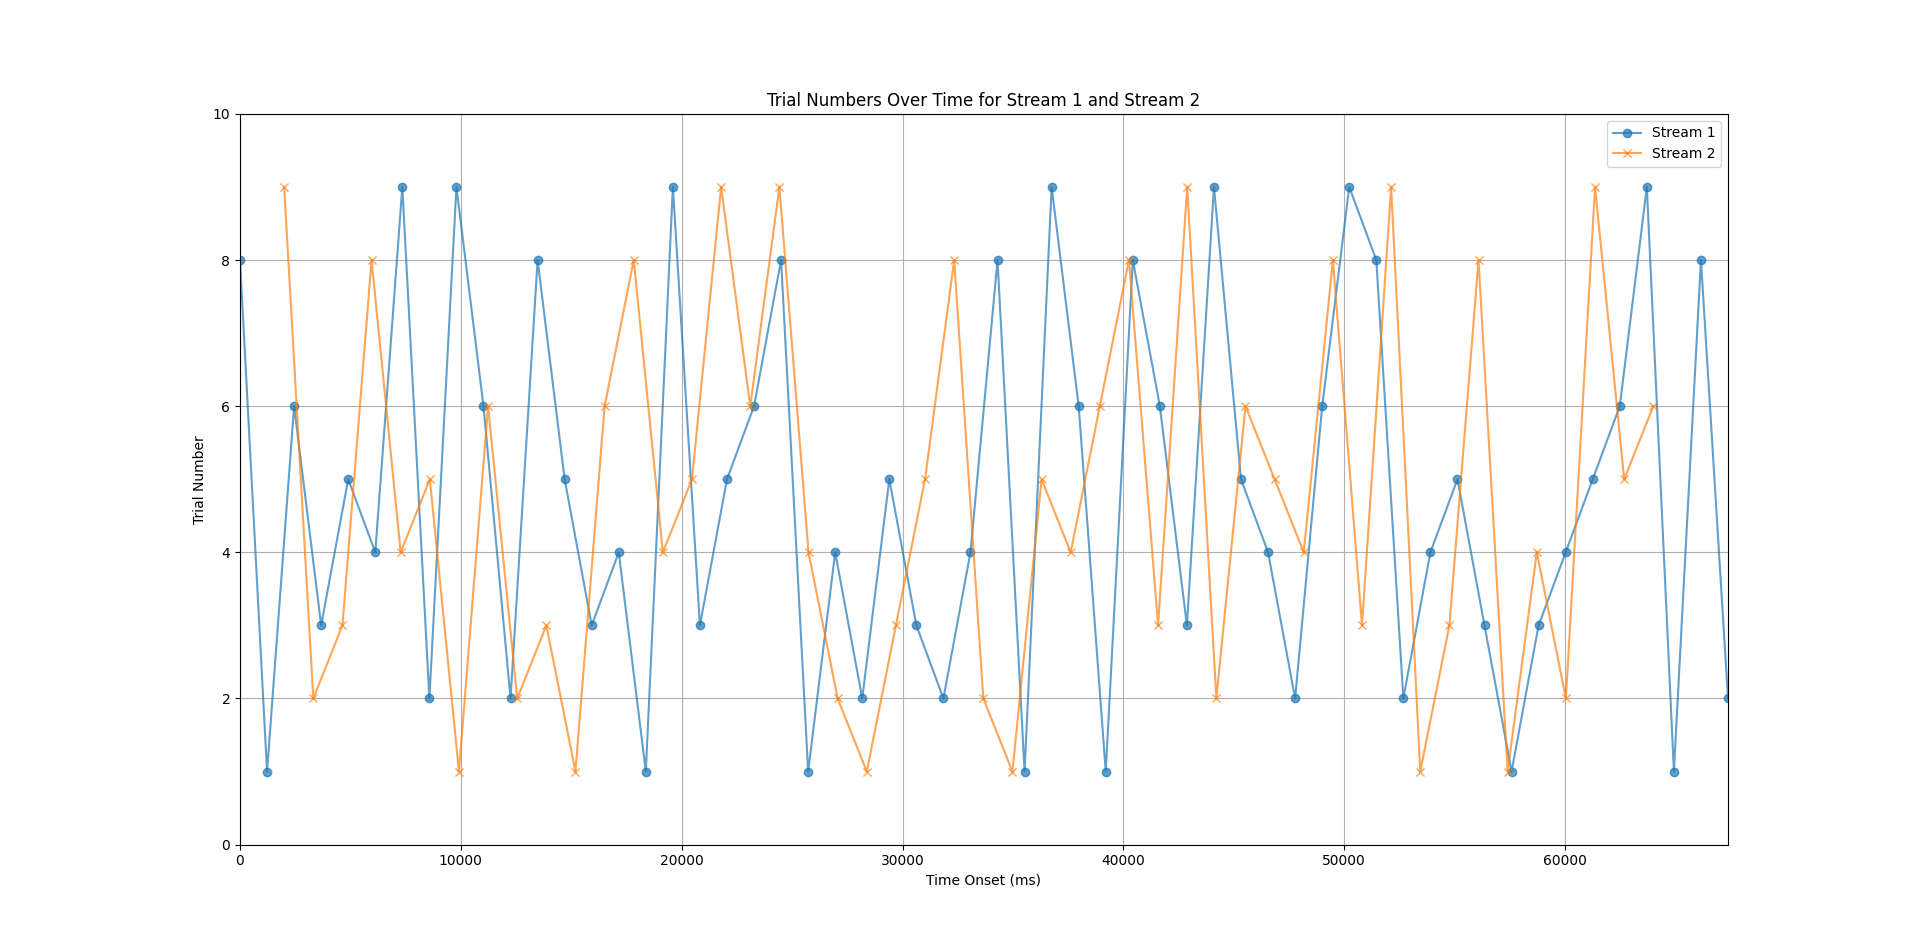 Trial Numbers Over Time for Stream 1 and Stream 2
10
8
6
4
2
0
Trial Number
Stream 1
Stream 2
0 10000 20000 30000 40000 50000 60000
Time Onset (ms)